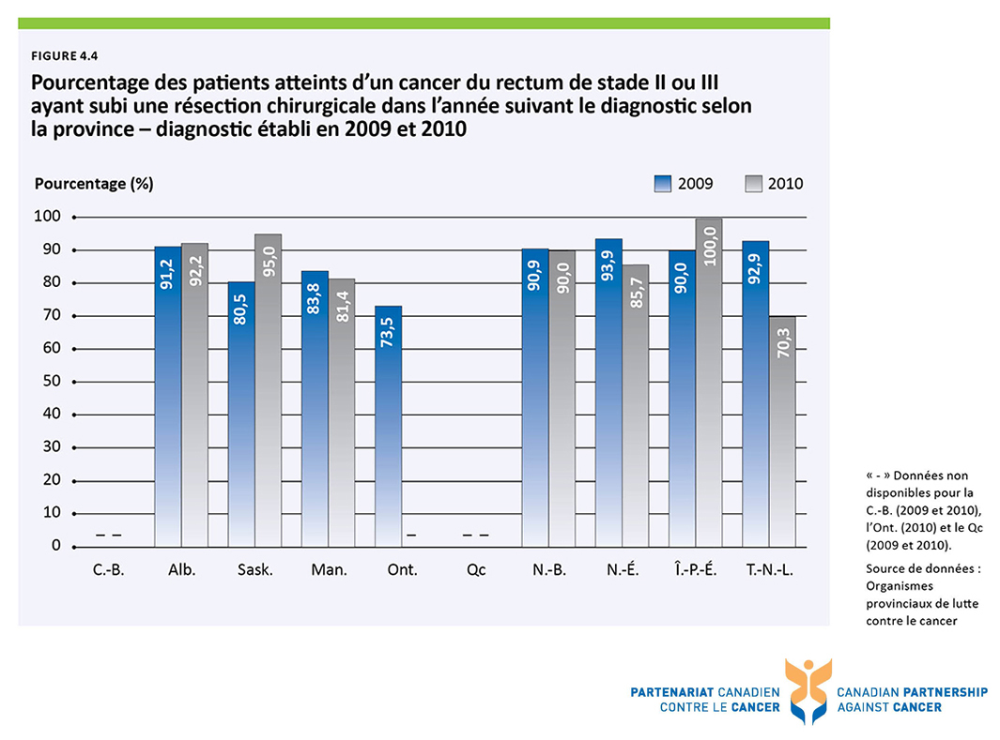 FIGURE 4.4
Pourcentage des patients atteints d’un cancer du rectum de stade II ou III
ayant subi une résection chirurgicale dans l’année suivant le diagnostic selon
la province – diagnostic établi en 2009 et 2010
Pourcentage (%)
2009 2010
100
90
80
70
60
50
40
30
20
10
0
91,2 92,2
80,5 95,0
83,8 81,4
73,5
90,9 90,0
93,9 85,7
90,0 100,0
92,9 70,3
– –
–
– –
C.-B. Alb. Sask. Man. Ont. Qc N.-B. N.-É. Î.-P.-É. T.-N.-L.
« - » Données non
disponibles pour la
C.-B. (2009 et 2010),
l’Ont. (2010) et le Qc
(2009 et 2010).
Source de données :
Organismes
provinciaux de lutte
contre le cancer
PARTENARIAT CANADIEN
CONTRE LE CANCER
CANADIAN PARTNERSHIP
AGAINST CANCER